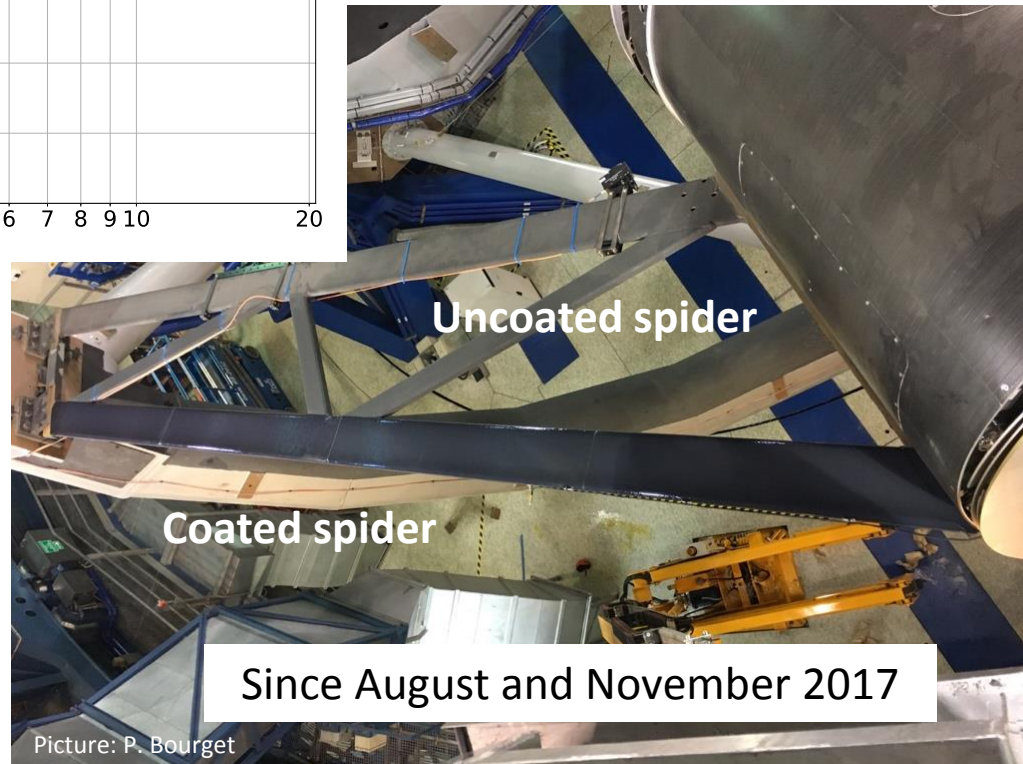 6 7 8 9 10 20
Uncoated spider
Coated spider
Since August and November 2017
Picture: P. Bourget